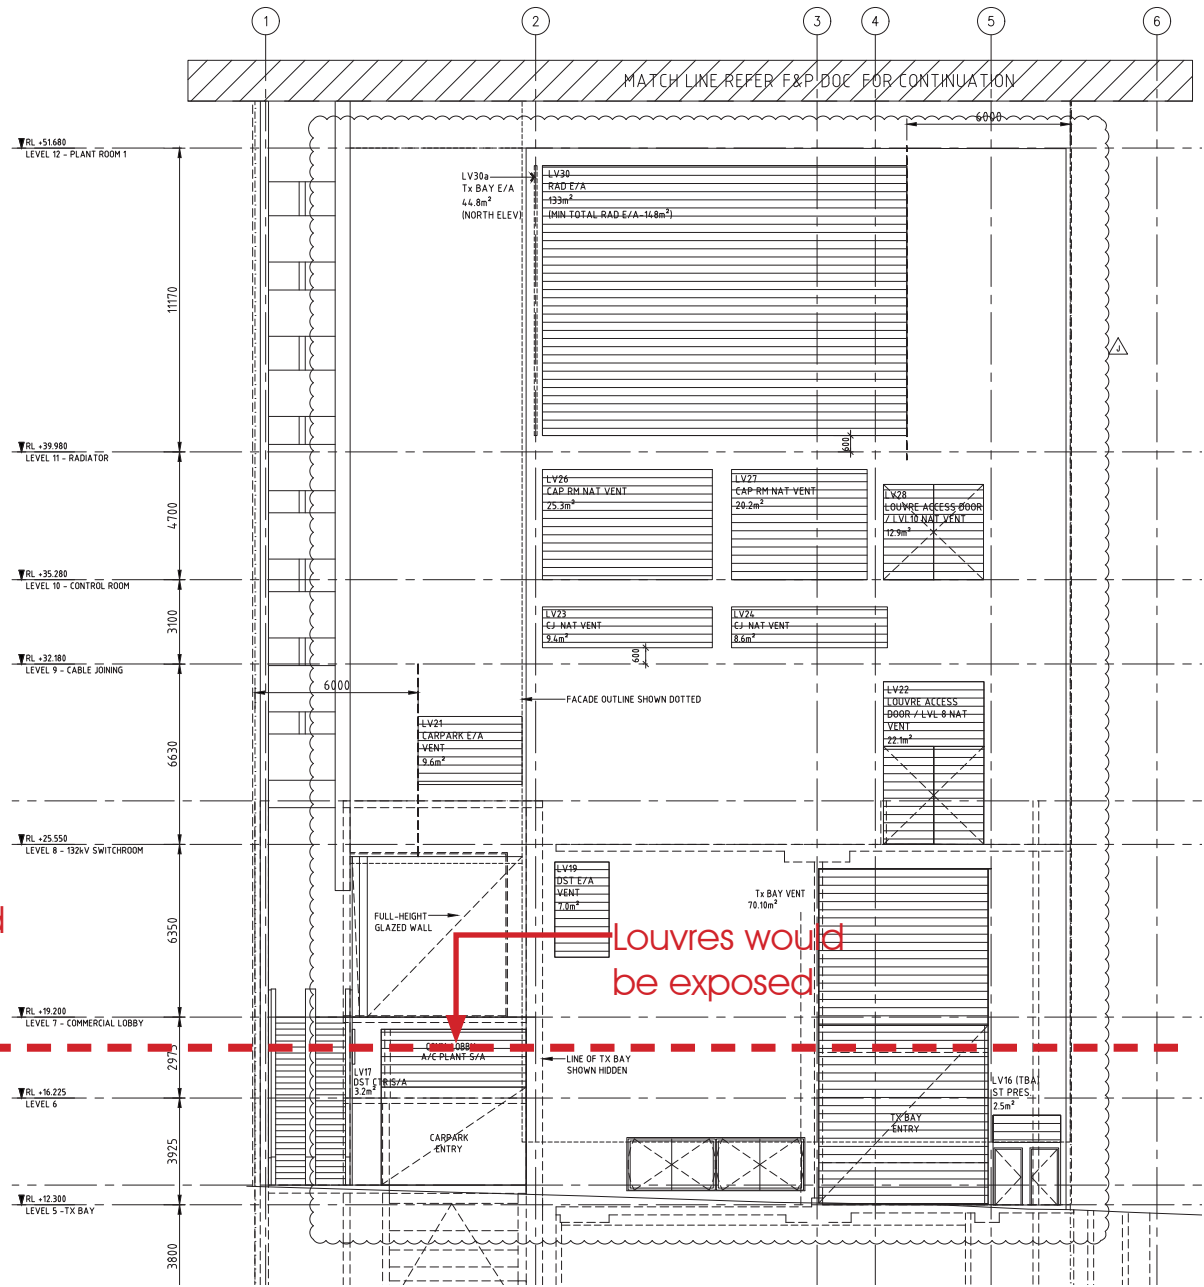 1
2
3
4
5
6
MATCH LINE REFER F&P DOC FOR CONTINUATION
6000
RL +51.680
LEVEL 12 - PLANT ROOM 1
LV30a
Tx BAY E/A
44.8m²
(NORTH ELEV)
LV30
RAD E/A
133m²
(MIN TOTAL RAD E/A-148m²)
11170
J
600
RL +39.980
LEVEL 11 - RADIATOR
LV26
CAP RM NAT VENT
25.3m²
LV27
CAP RM NAT VENT
20.2m²
LV28
LOUVRE ACCESS DOOR
/ LVL10 NAT VENT
12.9m²
4700
RL +35.280
LEVEL 10 - CONTROL ROOM
LV23
CJ NAT VENT
9.4m²
LV24
CJ NAT VENT
8.6m²
3100
600
RL +32.180
LEVEL 9 - CABLE JOINING
6000
FACADE OUTLINE SHOWN DOTTED
LV22
LOUVRE ACCESS
DOOR / LVL 8 NAT
VENT
22.1m²
LV21
CARPARK E/A
VENT
9.6m²
6630
RL +25.550
LEVEL 8 - 132kV SWITCHROOM
LV19
DST E/A
VENT
7.0m²
Tx BAY VENT
70.10m²
FULL-HEIGHT
GLAZED WALL
6350
d
Louvres would
be exposed
RL +19.200
LEVEL 7 - COMMERCIAL LOBBY
LOBBY
A/C PLANT S/A
2975
LINE OF TX BAY
SHOWN HIDDEN
LV17
DST CTR S/A
3.2m²
LV16 (TBA)
ST PRES.
2.5m²
RL +16.225
LEVEL 6
TX BAY
ENTRY
CARPARK
ENTRY
3925
RL +12.300
LEVEL 5 -TX BAY
3800